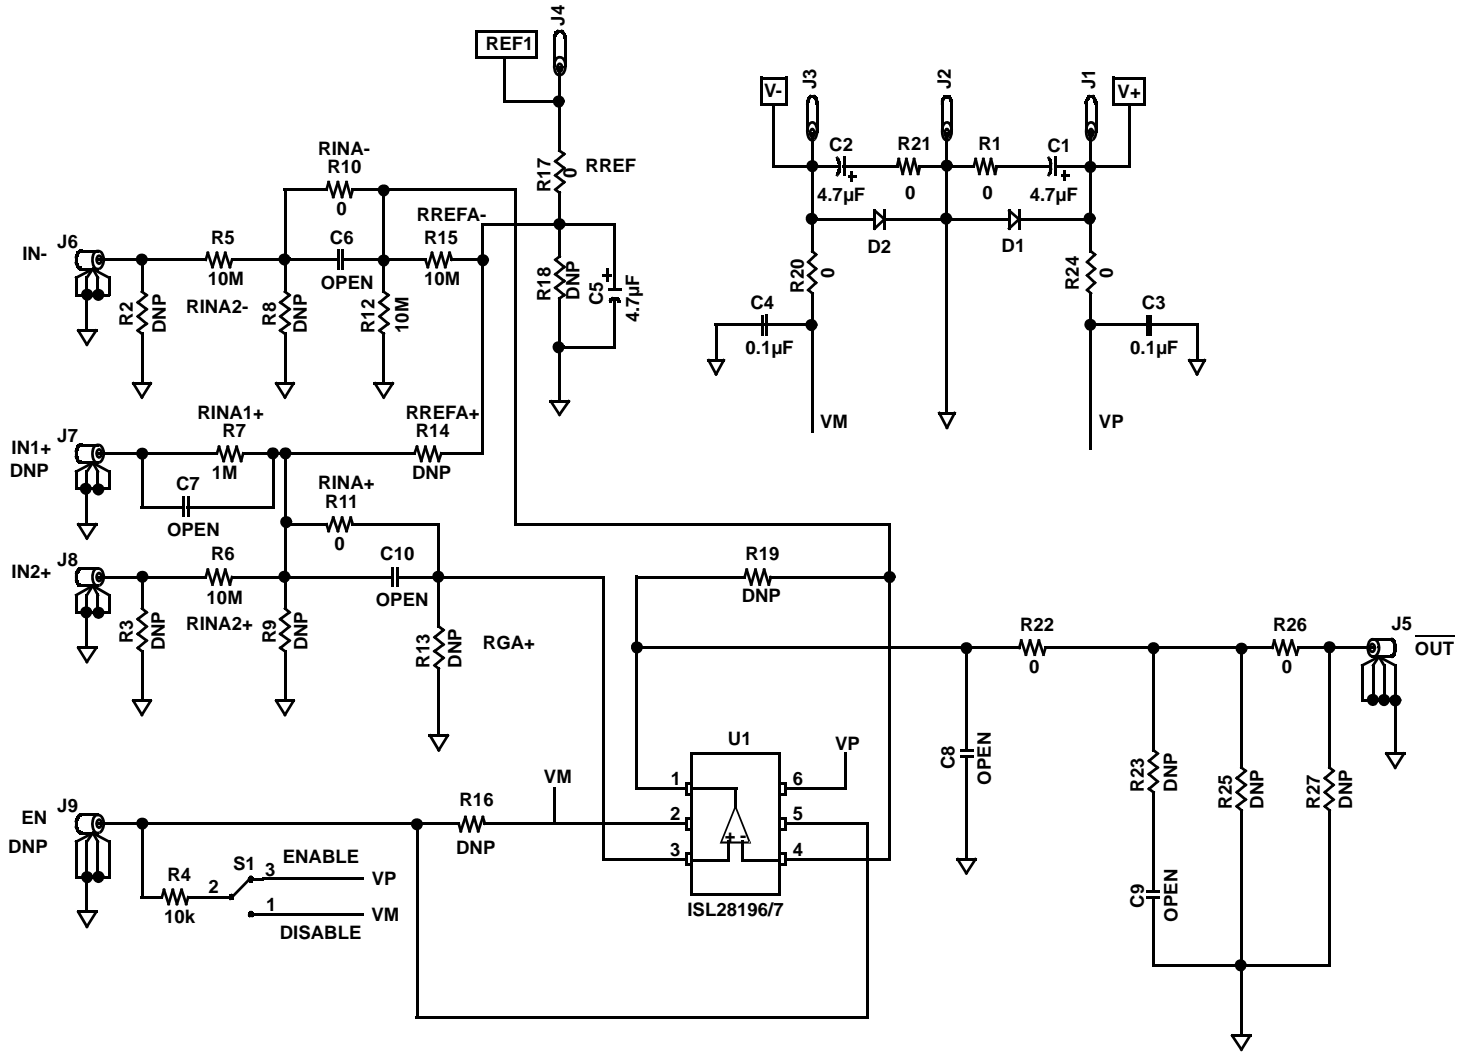 J4
REF1
J3
J2
J1
V-
V+
C2
R21
R1
C1
4.7µF
0
0
4.7µF
D2
D1
R20
0
R24
0
C4
0.1µF
C3
0.1µF
VM
VP
RINA-
R10
0
R17
0
RREF
RREFA-
R15
10M
IN-
J6
R5
10M
C6
OPEN
RINA2-
R2
DNP
R8
DNP
R12
10M
R18
DNP
C5
4.7µF
RINA1+
R7
1M
RREFA+
R14
DNP
IN1+
DNP
J7
C7
OPEN
RINA+
R11
0
IN2+
J8
R6
10M
C10
OPEN
RINA2+
R3
DNP
R9
DNP
R13
DNP
RGA+
R19
DNP
R22
0
R26
0
J5
OUT
U1
VP
1
2
3
6
5
4
+
-
ISL28196/7
C8
OPEN
R23
DNP
R25
DNP
R27
DNP
C9
OPEN
EN
DNP
J9
VM
R16
DNP
S1
ENABLE
3
VP
R4
10k
2
1
VM
DISABLE